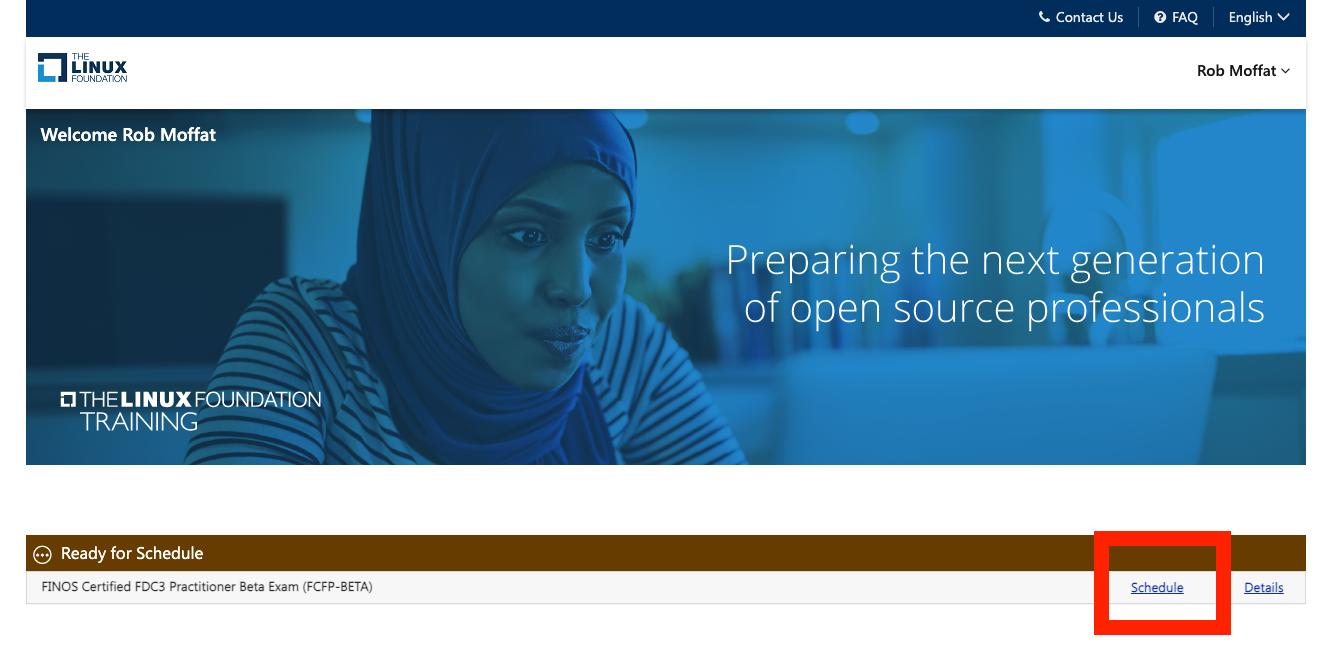 Contact Us FAQ English
THE
LINUX
FOUNDATION
Rob Moffat
Welcome Rob Moffat
Preparing the next generation
of open source professionals
THE LINUX FOUNDATION
TRAINING
Ready for Schedule
FINOS Certified FDC3 Practitioner Beta Exam (FCFP-BETA) Schedule Details